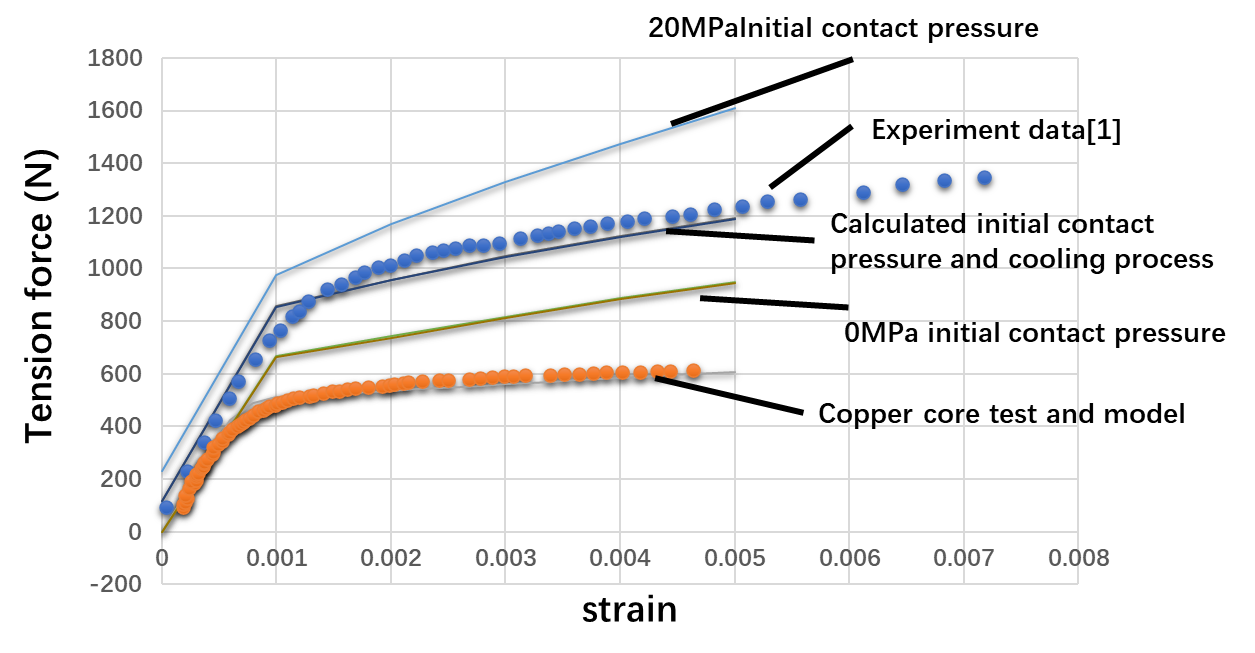 20MPaInitial contact pressure
1800
1600
Experiment data[1]
1400
1200
Calculated initial contact
pressure and cooling process
1000
800
0MPa initial contact pressure
600
Copper core test and model
400
200
0
-200
Tension force (N)
0 0.001 0.002 0.003 0.004 0.005 0.006 0.007 0.008
strain